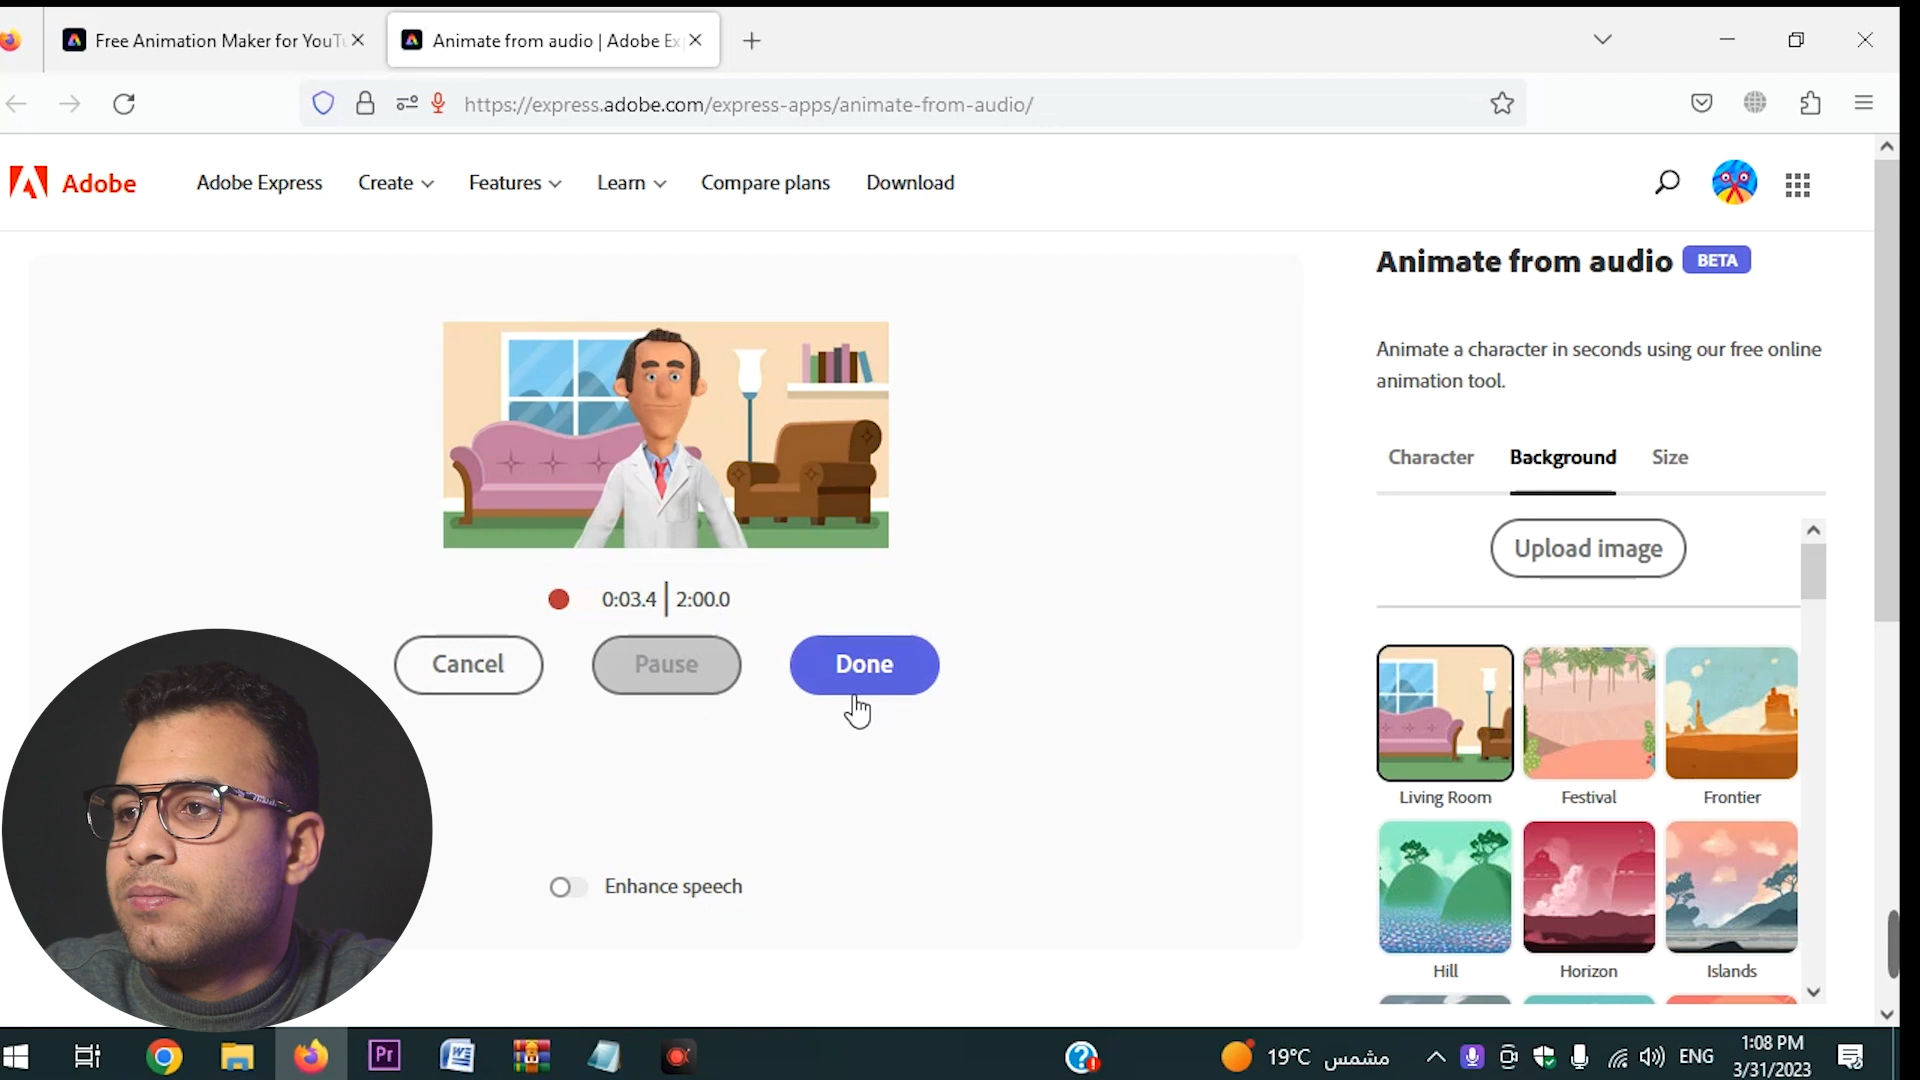 Free Animation Maker for YouTu
Animate from audio | Adobe Ex
https://express.adobe.com/express-apps/animate-from-audio/
Adobe
Adobe Express
Create
Features
Learn
Compare plans
Download
Animate from audio BETA
Animate a character in seconds using our free online
animation tool.
Character
Background
Size
Upload image
0:03.4 | 2:00.0
Cancel
Pause
Done
Living Room
Festival
Frontier
Enhance speech
Hill
Horizon
Islands
Pr
19°C مشمس
ENG
1:08 PM
3/31/2023